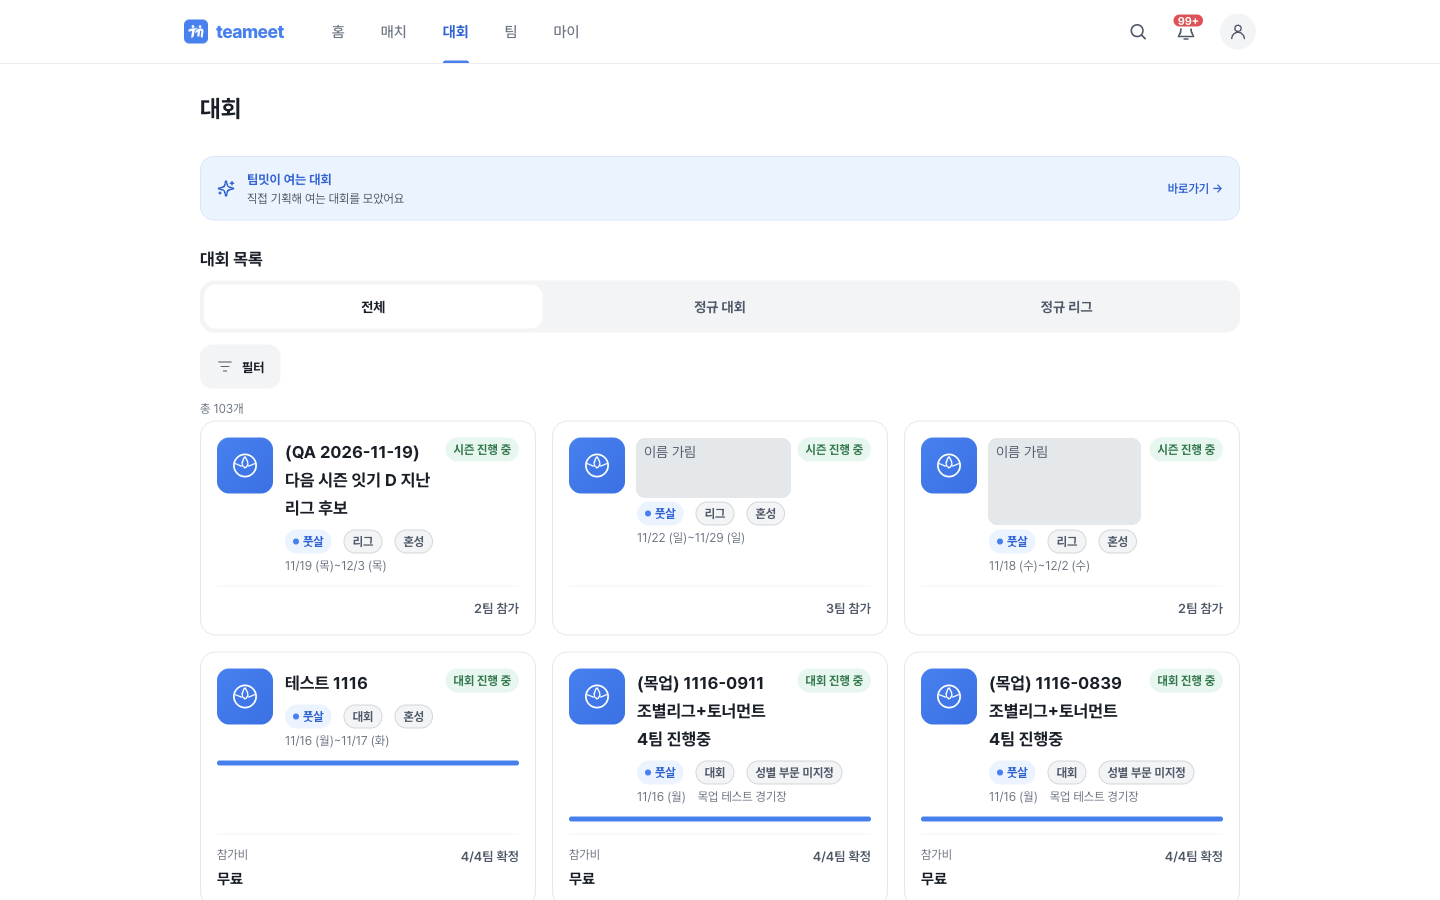 teameet
홈
매치
대회
팀
마이
99+
대회
팀밋이 여는 대회
직접 기획해 여는 대회를 모았어요
바로가기 →
대회 목록
전체
정규 대회
정규 리그
필터
총 103개
(QA 2026-11-19)
다음 시즌 잇기 D 지난
리그 후보
시즌 진행 중
풋살
리그
혼성
11/19 (목)~12/3 (목)
2팀 참가
이름 가림
시즌 진행 중
풋살
리그
혼성
11/22 (일)~11/29 (일)
3팀 참가
이름 가림
시즌 진행 중
풋살
리그
혼성
11/18 (수)~12/2 (수)
2팀 참가
테스트 1116
대회 진행 중
풋살
대회
혼성
11/16 (월)~11/17 (화)
참가비
무료
4/4팀 확정
(목업) 1116-0911
조별리그+토너먼트
4팀 진행중
대회 진행 중
풋살
대회
성별 부문 미지정
11/16 (월) 목업 테스트 경기장
참가비
무료
4/4팀 확정
(목업) 1116-0839
조별리그+토너먼트
4팀 진행중
대회 진행 중
풋살
대회
성별 부문 미지정
11/16 (월) 목업 테스트 경기장
참가비
무료
4/4팀 확정